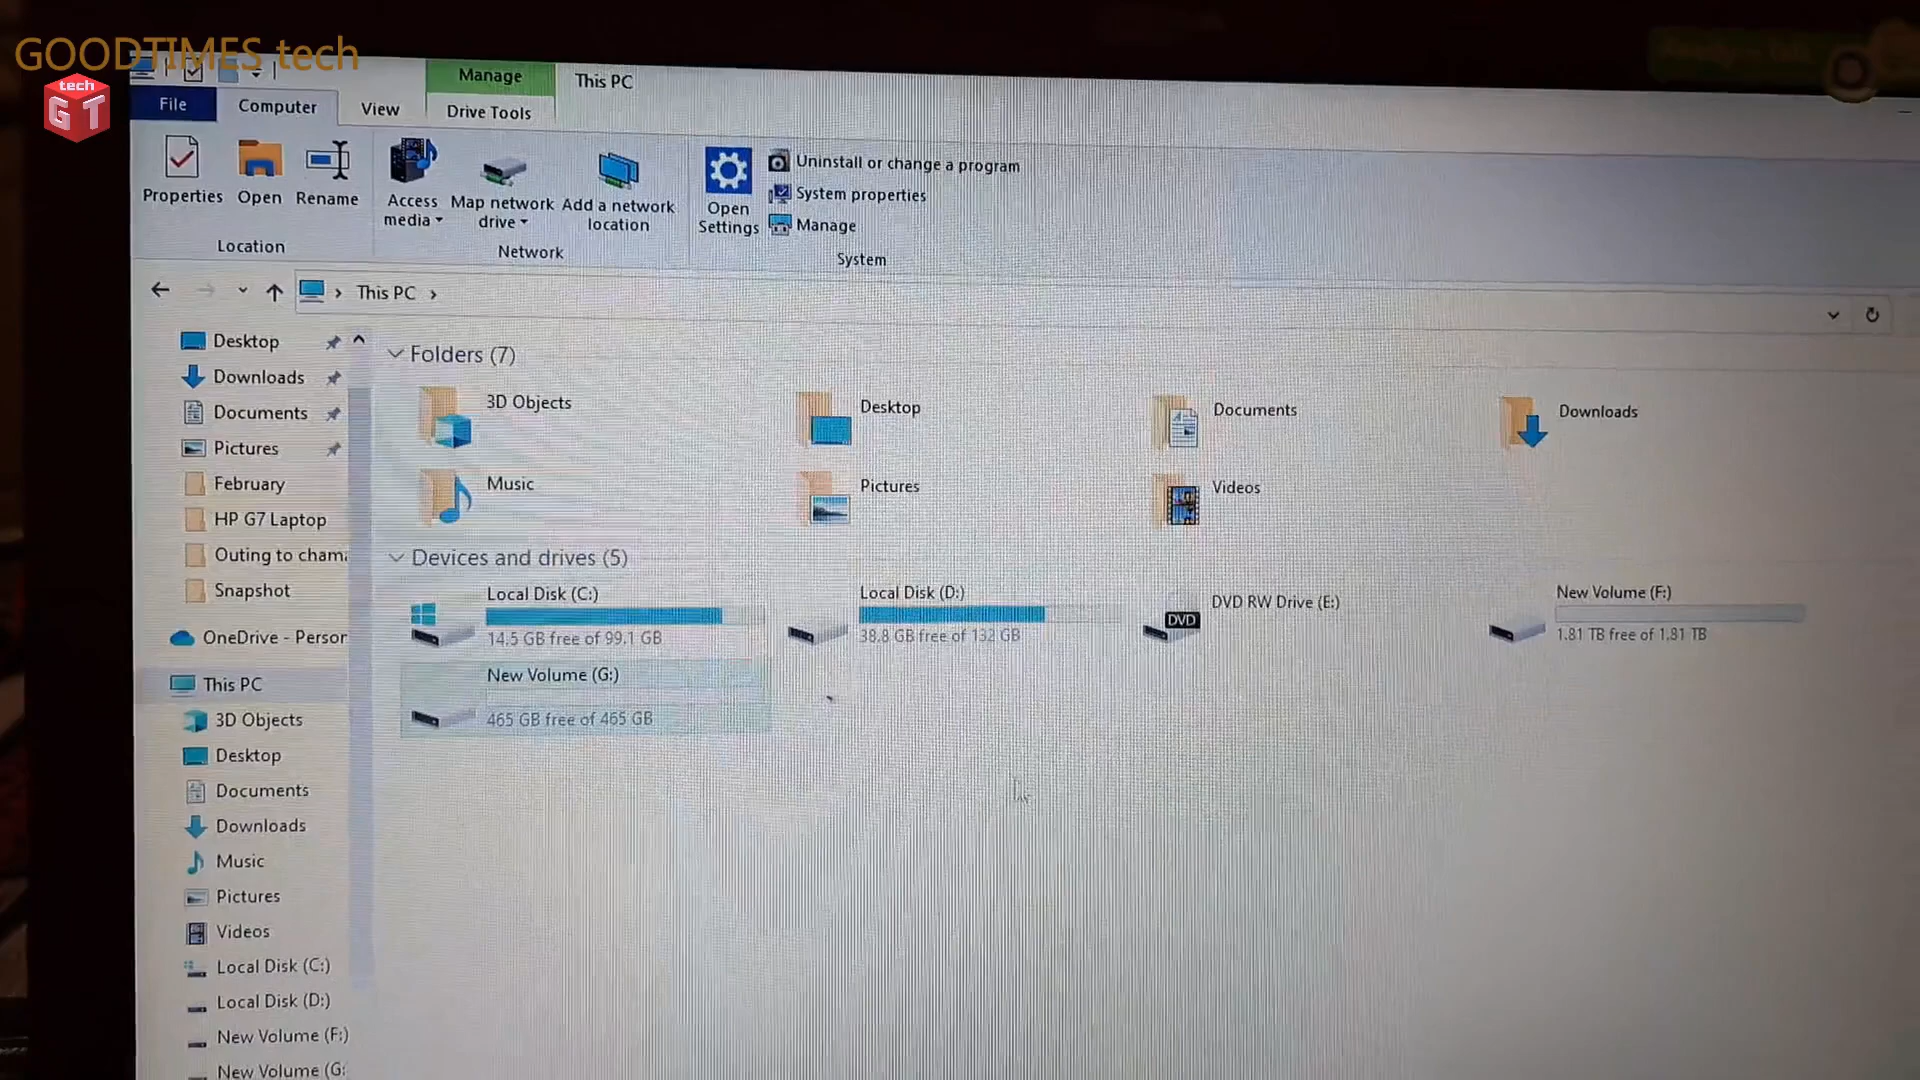 GOODTIMES tech
tech
GT
Manage
This PC
File
Computer
View
Drive Tools
Properties
Open
Rename
Access media
Map network drive
Add a network location
Open Settings
Uninstall or change a program
System properties
Manage
Location
Network
System
This PC
Desktop
Downloads
Documents
Pictures
February
HP G7 Laptop
Outing to cham
Snapshot
OneDrive - Person
This PC
3D Objects
Desktop
Documents
Downloads
Music
Pictures
Videos
Local Disk (C:)
Local Disk (D:)
New Volume (F:)
New Volume (G:
Folders (7)
3D Objects
Desktop
Documents
Downloads
Music
Pictures
Videos
Devices and drives (5)
Local Disk (C:)
14.5 GB free of 99.1 GB
Local Disk (D:)
38.8 GB free of 132 GB
DVD
DVD RW Drive (E:)
New Volume (F:)
1.81 TB free of 1.81 TB
New Volume (G:)
465 GB free of 465 GB